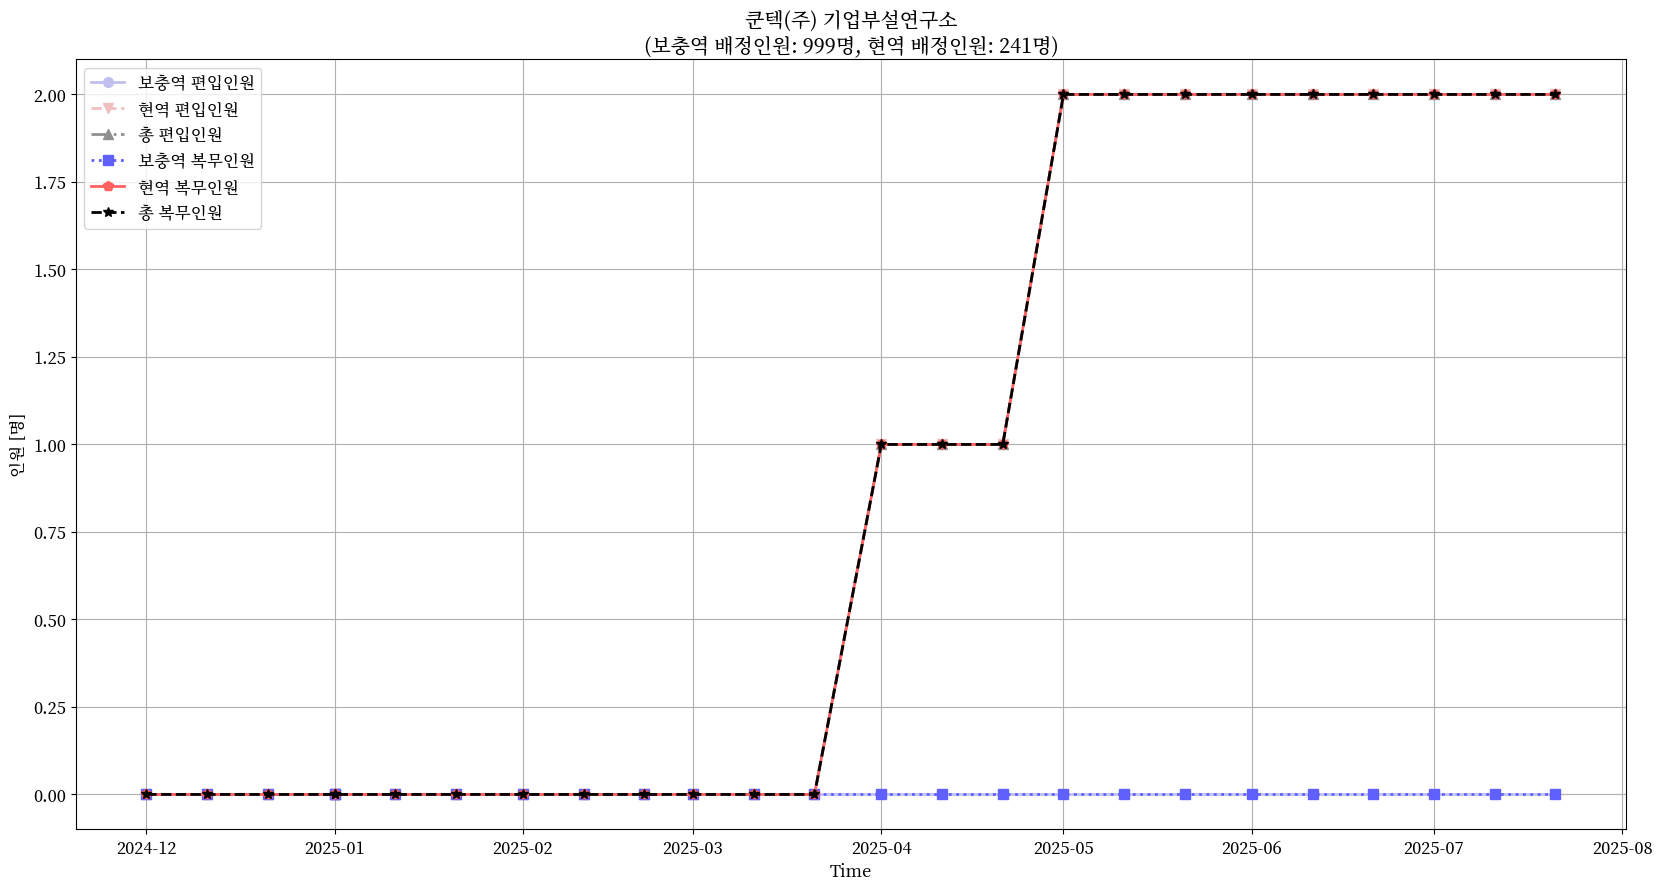 쿤텍(주) 기업부설연구소
(보충역 배정인원: 999명, 현역 배정인원: 241명)
보충역 편입인원
현역 편입인원
총 편입인원
보충역 복무인원
현역 복무인원
총 복무인원
2.00
1.75
1.50
1.25
1.00
0.75
0.50
0.25
0.00
인원 [명]
2024-12 2025-01 2025-02 2025-03 2025-04 2025-05 2025-06 2025-07 2025-08
Time